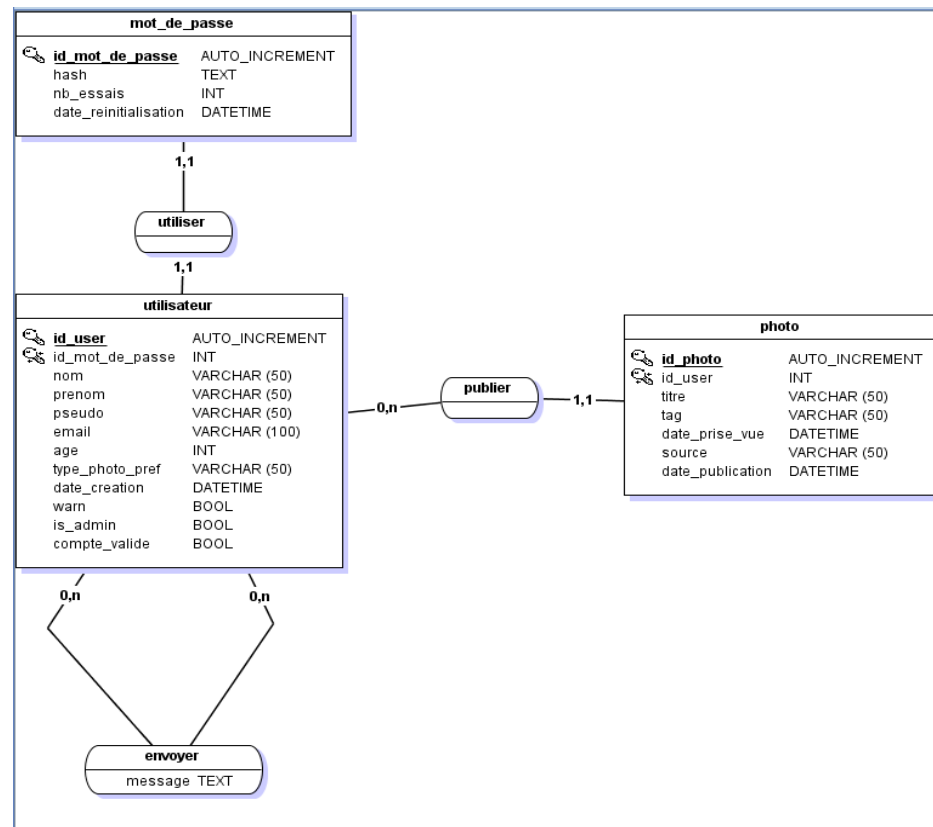 mot_de_passe
id_mot_de_passe AUTO_INCREMENT
hash TEXT
nb_essais INT
date_reinitialisation DATETIME
1,1
utiliser
1,1
utilisateur
id_user AUTO_INCREMENT
id_mot_de_passe INT
nom VARCHAR (50)
prenom VARCHAR (50)
pseudo VARCHAR (50)
email VARCHAR (100)
age INT
type_photo_pref VARCHAR (50)
date_creation DATETIME
warn BOOL
is_admin BOOL
compte_valide BOOL
0,n
publier
1,1
photo
id_photo AUTO_INCREMENT
id_user INT
titre VARCHAR (50)
tag VARCHAR (50)
date_prise_vue DATETIME
source VARCHAR (50)
date_publication DATETIME
0,n
0,n
envoyer
message TEXT